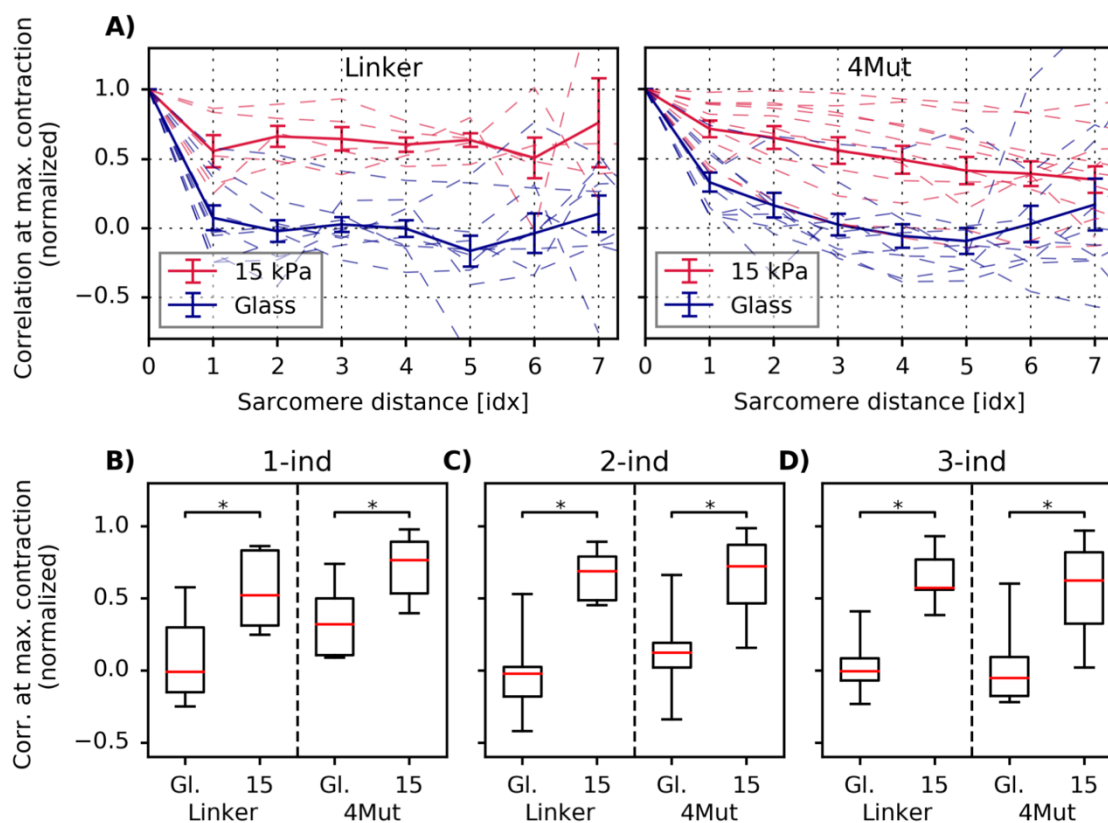 A)
Linker
4Mut
Correlation at max. contraction
(normalized)
1.0
0.5
0.0
−0.5
15 kPa
Glass
15 kPa
Glass
0 1 2 3 4 5 6 7
0 1 2 3 4 5 6 7
Sarcomere distance [idx]
Sarcomere distance [idx]
B) 1-ind
C) 2-ind
D) 3-ind
Corr. at max. contraction
(normalized)
1.0
0.5
0.0
−0.5
* *
* *
* *
Gl. 15 Gl. 15
Linker 4Mut
Gl. 15 Gl. 15
Linker 4Mut
Gl. 15 Gl. 15
Linker 4Mut